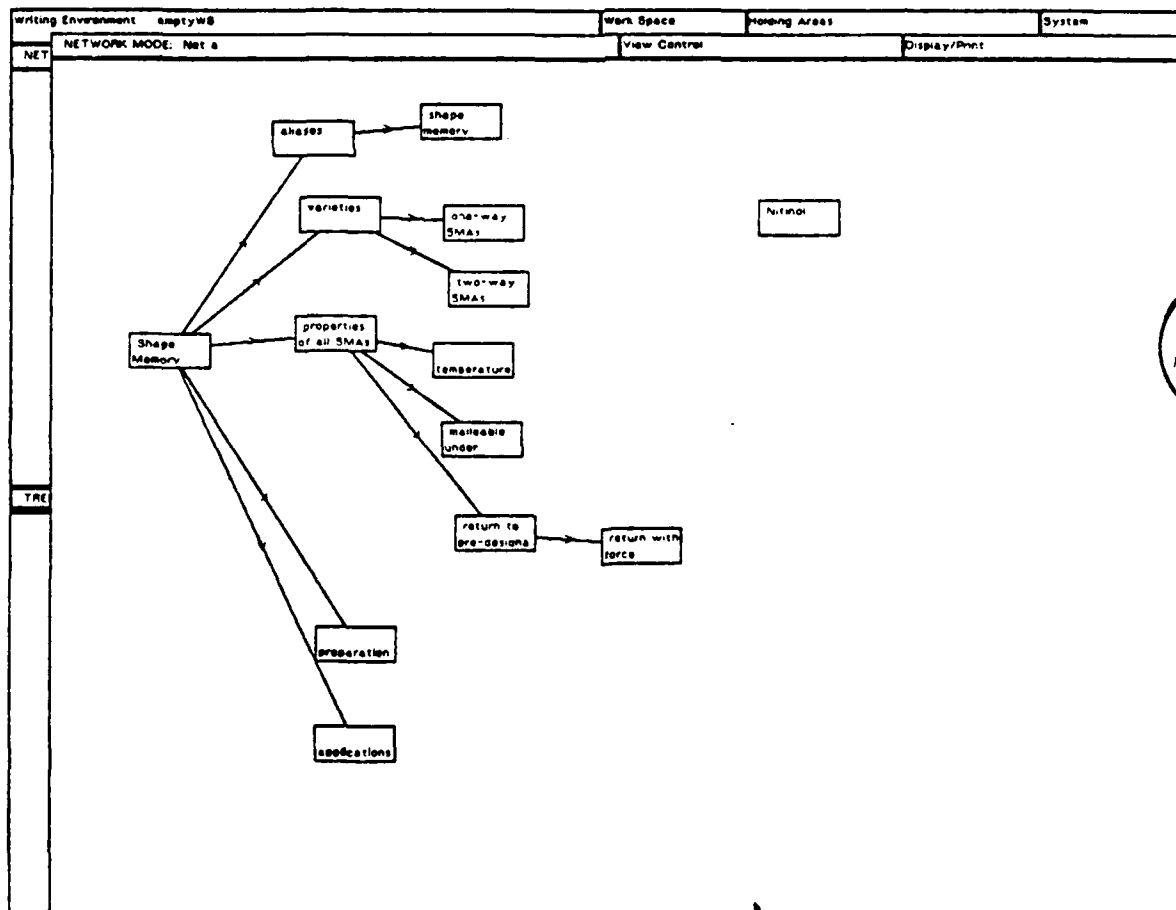 Writing Environment emptyWS
Work Space
Holding Areas
System
NETWORK MODE: Net a
View Control
Display/Print
NET
aliases
shape
memory
varieties
one-way
SMAs
Nitinol
two-way
SMAs
Shape
Memory
properties
of all SMAs
temperature
malleable
under
TRE
return to
pre-designa
return with
force
preparation
applications